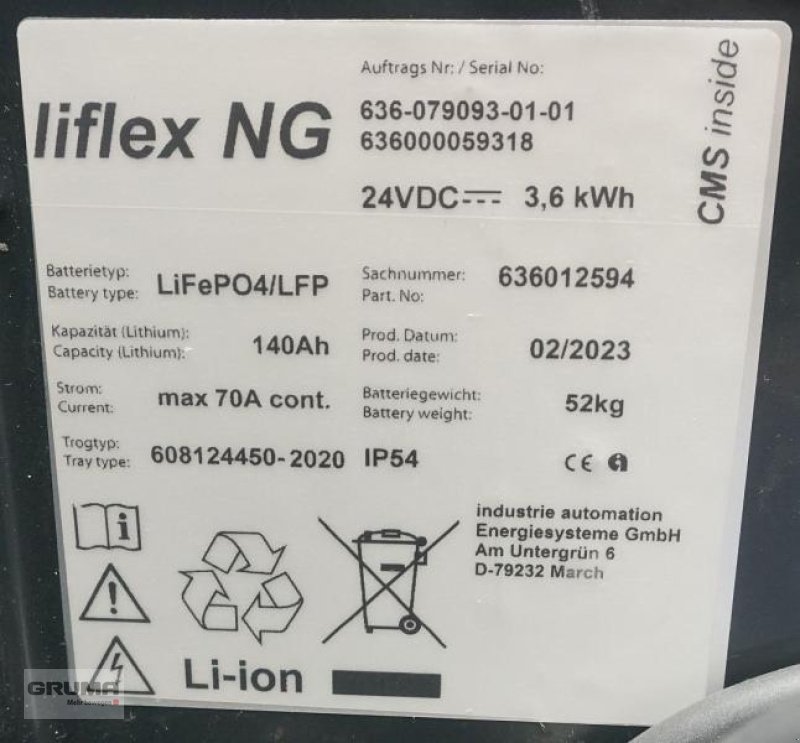 liflex NG
Auftrags Nr: / Serial No:
636-079093-01-01
636000059318
24VDC 3,6 kWh
CMS inside
Batterietyp:
Battery type: LiFePO4/LFP
Sachnummer:
Part. No: 636012594
Kapazität (Lithium):
Capacity (Lithium): 140Ah
Prod. Datum:
Prod. date: 02/2023
Strom:
Current: max 70A cont.
Batteriegewicht:
Battery weight: 52kg
Trogtyp:
Tray type: 608124450-2020 IP54
CE
industrie automation
Energiesysteme GmbH
Am Untergrün 6
D-79232 March
Li-ion
GRUMA
Mehr bewegen